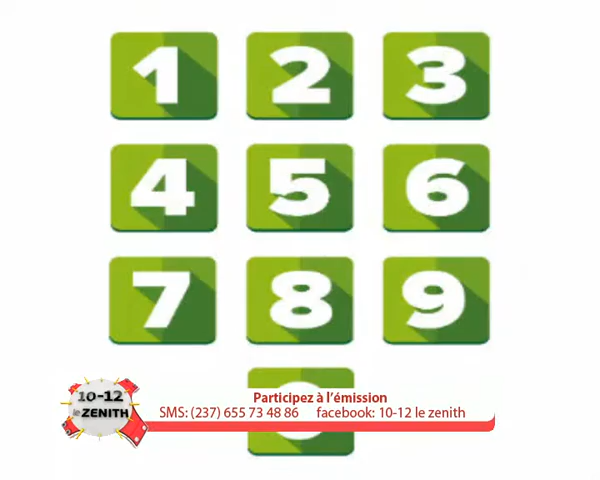 1 2 3
4 5 6
7 8 9
10-12
le ZENITH
Participez à l'émission
SMS: (237) 655 73 48 86 facebook: 10-12 le zenith